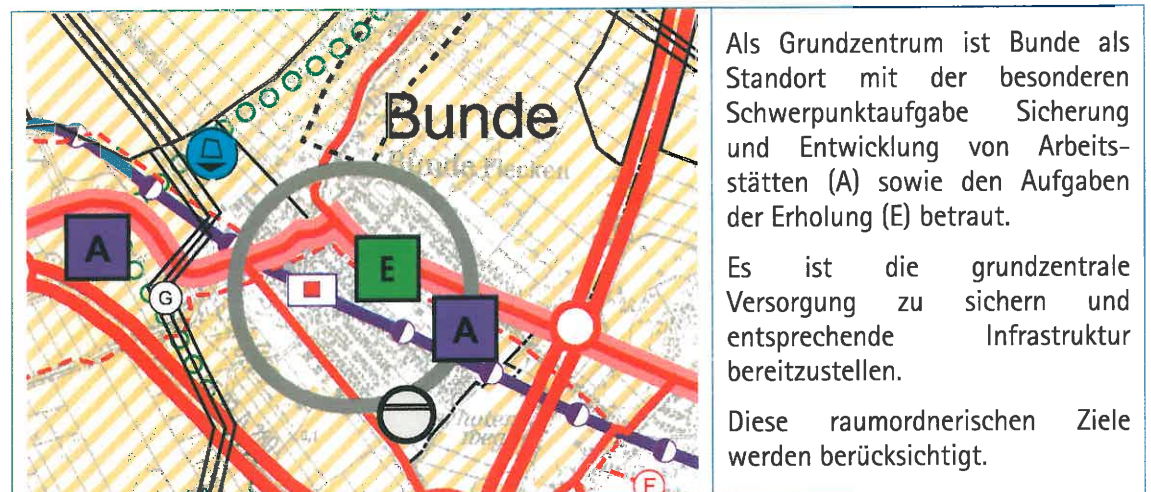 Bunde
Bunde, Flecken
A
G
E
A
E
Als Grundzentrum ist Bunde als
Standort mit der besonderen
Schwerpunktaufgabe Sicherung
und Entwicklung von Arbeits-
stätten (A) sowie den Aufgaben
der Erholung (E) betraut.
Es ist die grundzentrale
Versorgung zu sichern und
entsprechende Infrastruktur
bereitzustellen.
Diese raumordnerischen Ziele
werden berücksichtigt.